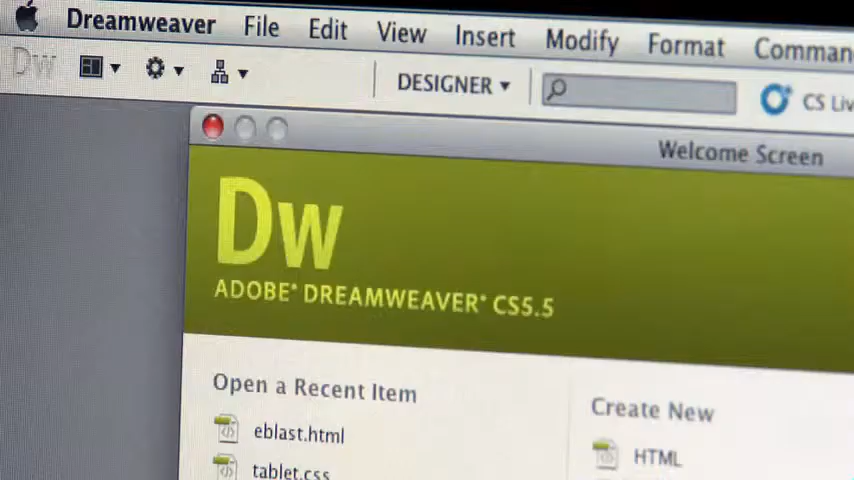 Dreamweaver File Edit View Insert Modify Format
Dw DESIGNER CS
Welcome Screen
Dw
ADOBE® DREAMWEAVER® CS5.5
Open a Recent Item
Create New
eblast.html
HTML
tablet.css